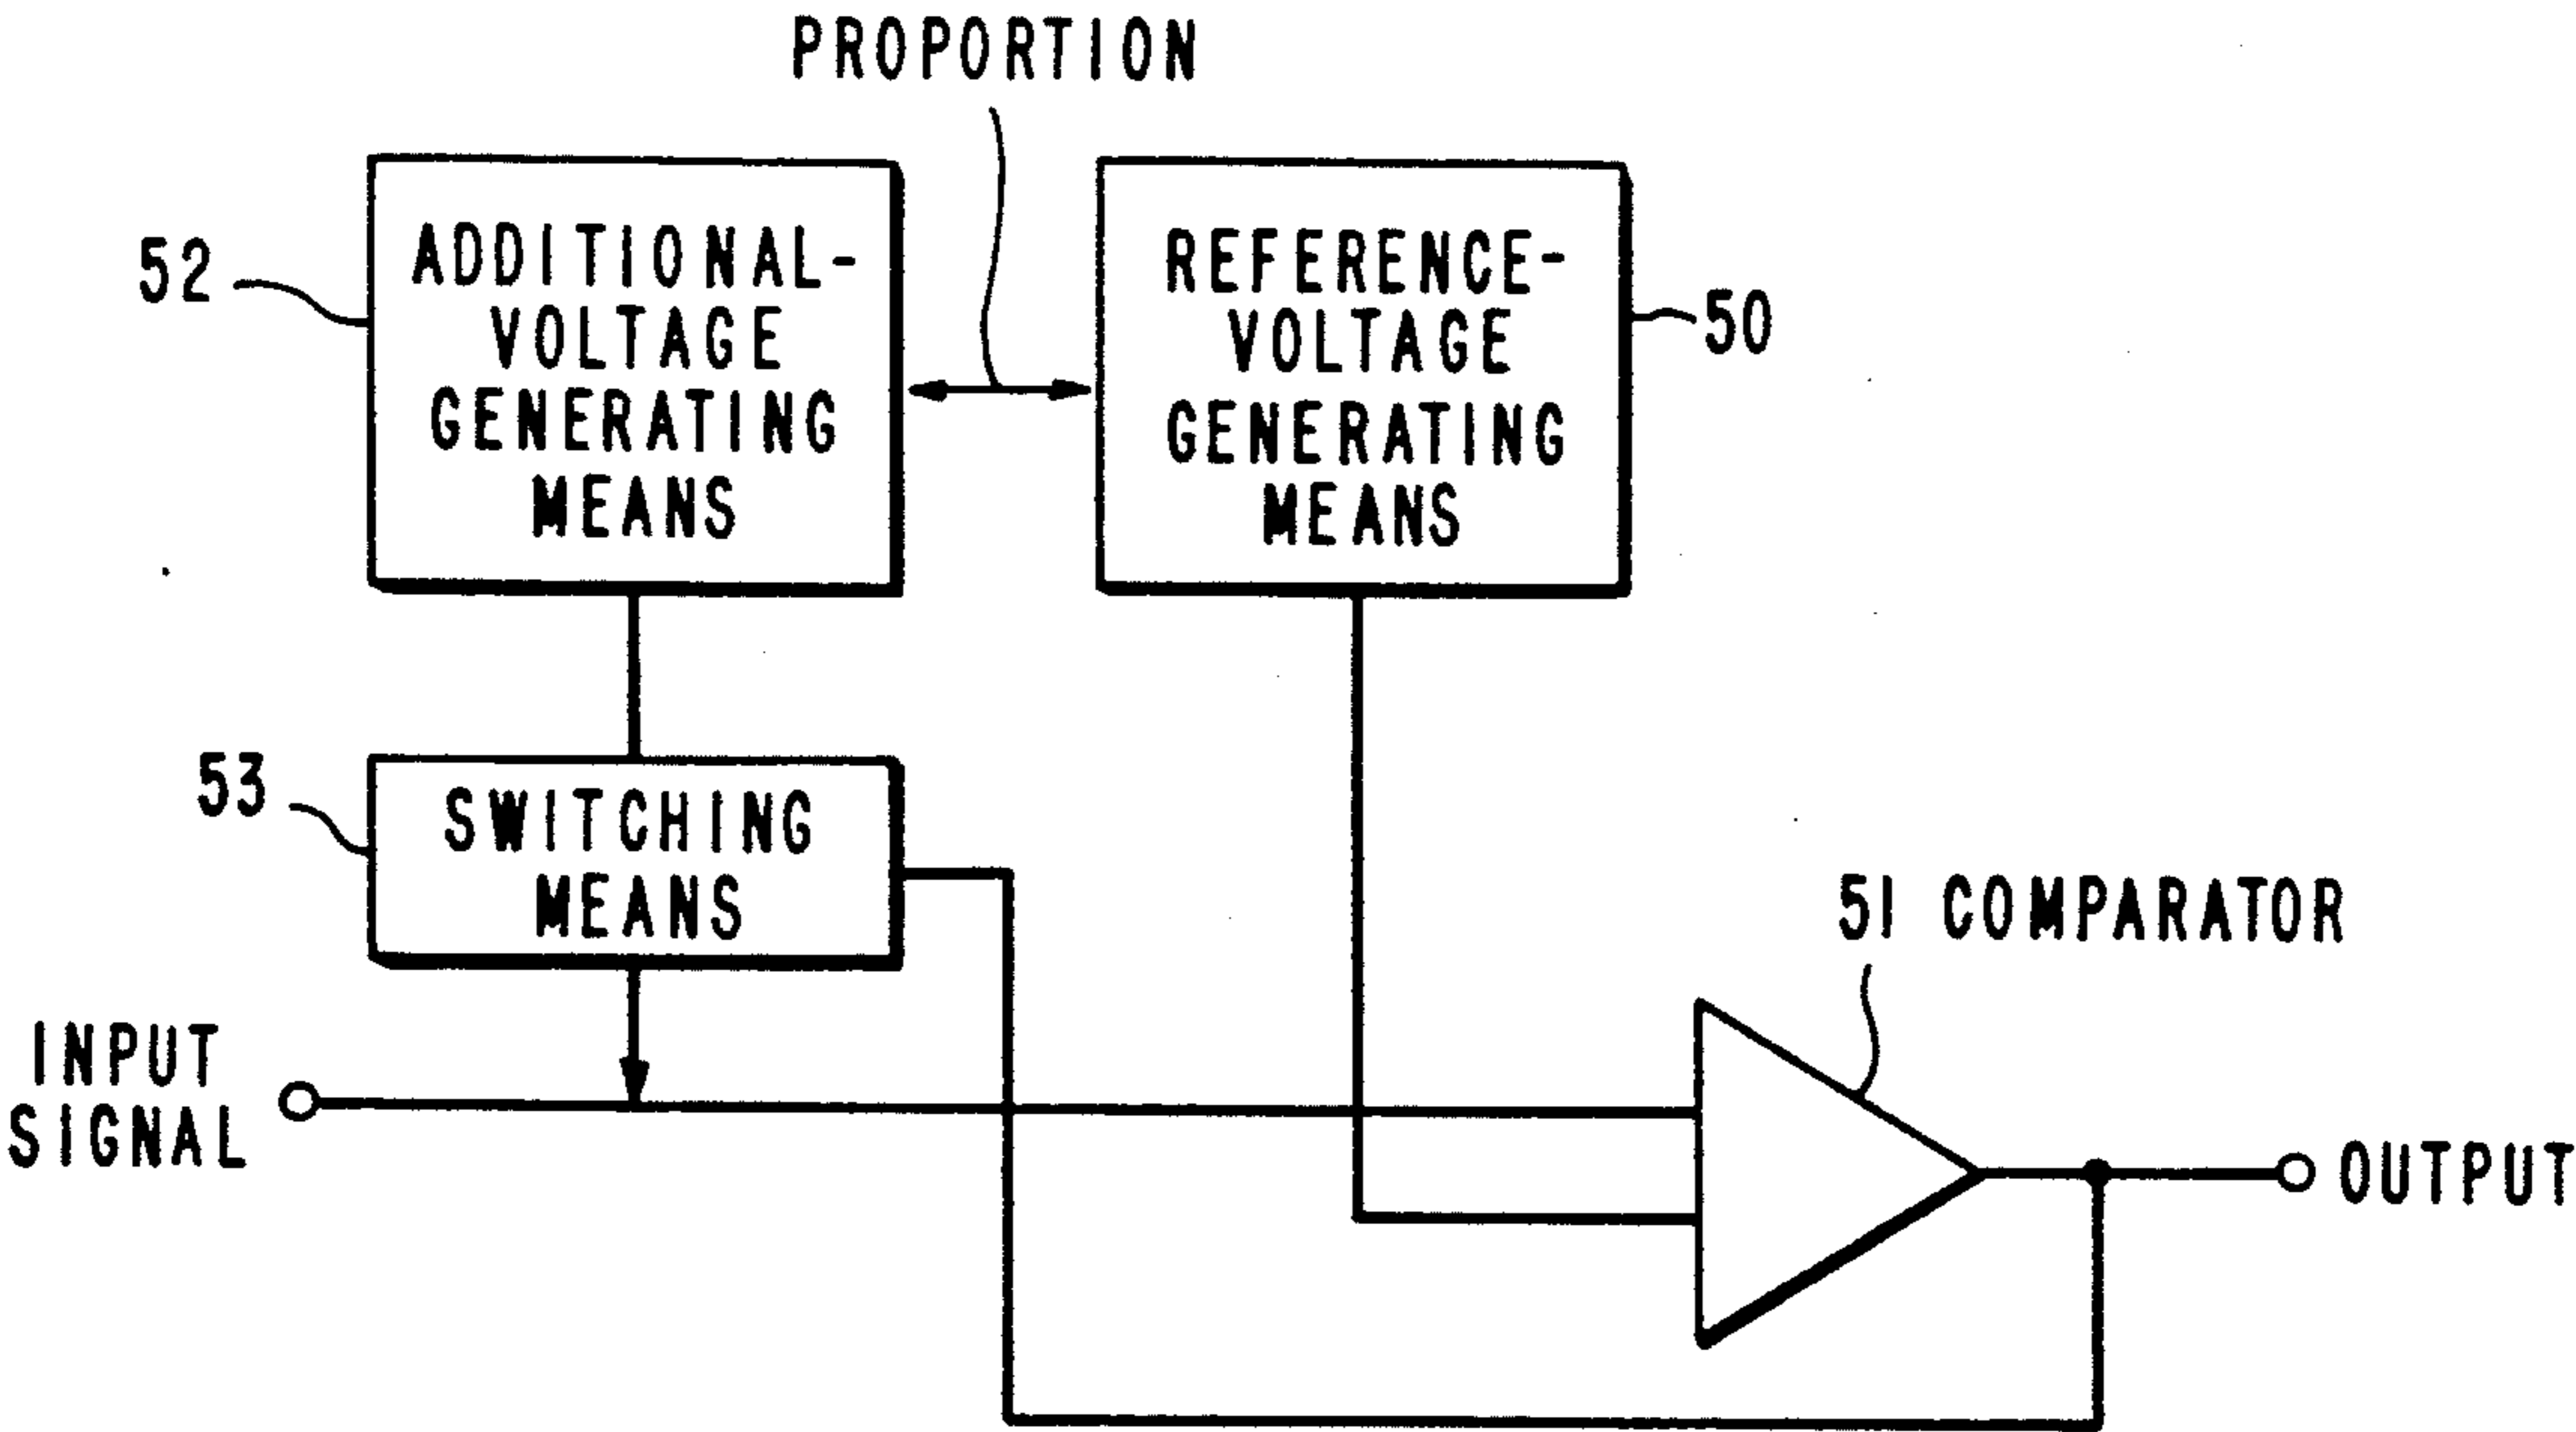 PROPORTION
52
ADDITIONAL-
VOLTAGE
GENERATING
MEANS
REFERENCE-
VOLTAGE
GENERATING
MEANS
50
53
SWITCHING
MEANS
51 COMPARATOR
INPUT
SIGNAL
OUTPUT